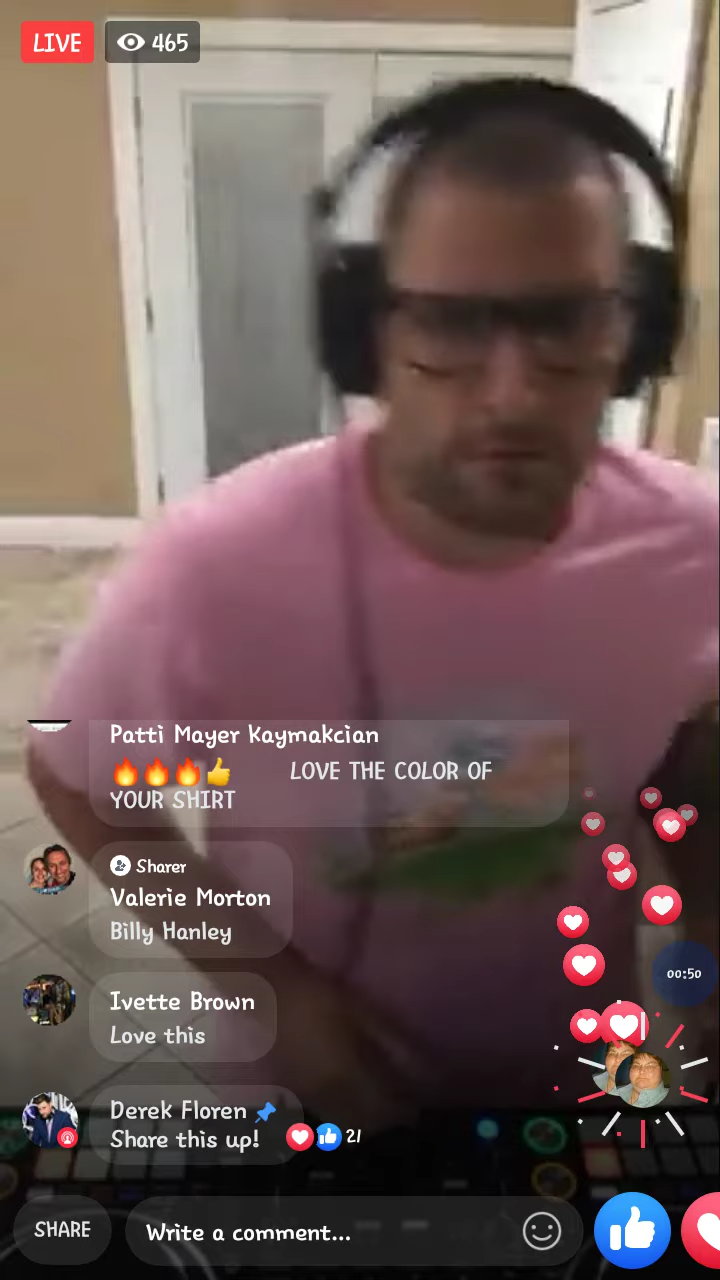 LIVE
465
Patti Mayer Kaymakcian
🔥🔥🔥👍 LOVE THE COLOR OF
YOUR SHIRT
Sharer
Valerie Morton
Billy Hanley
00:50
Ivette Brown
Love this
Derek Floren 📌
Share this up!
21
SHARE
Write a comment...